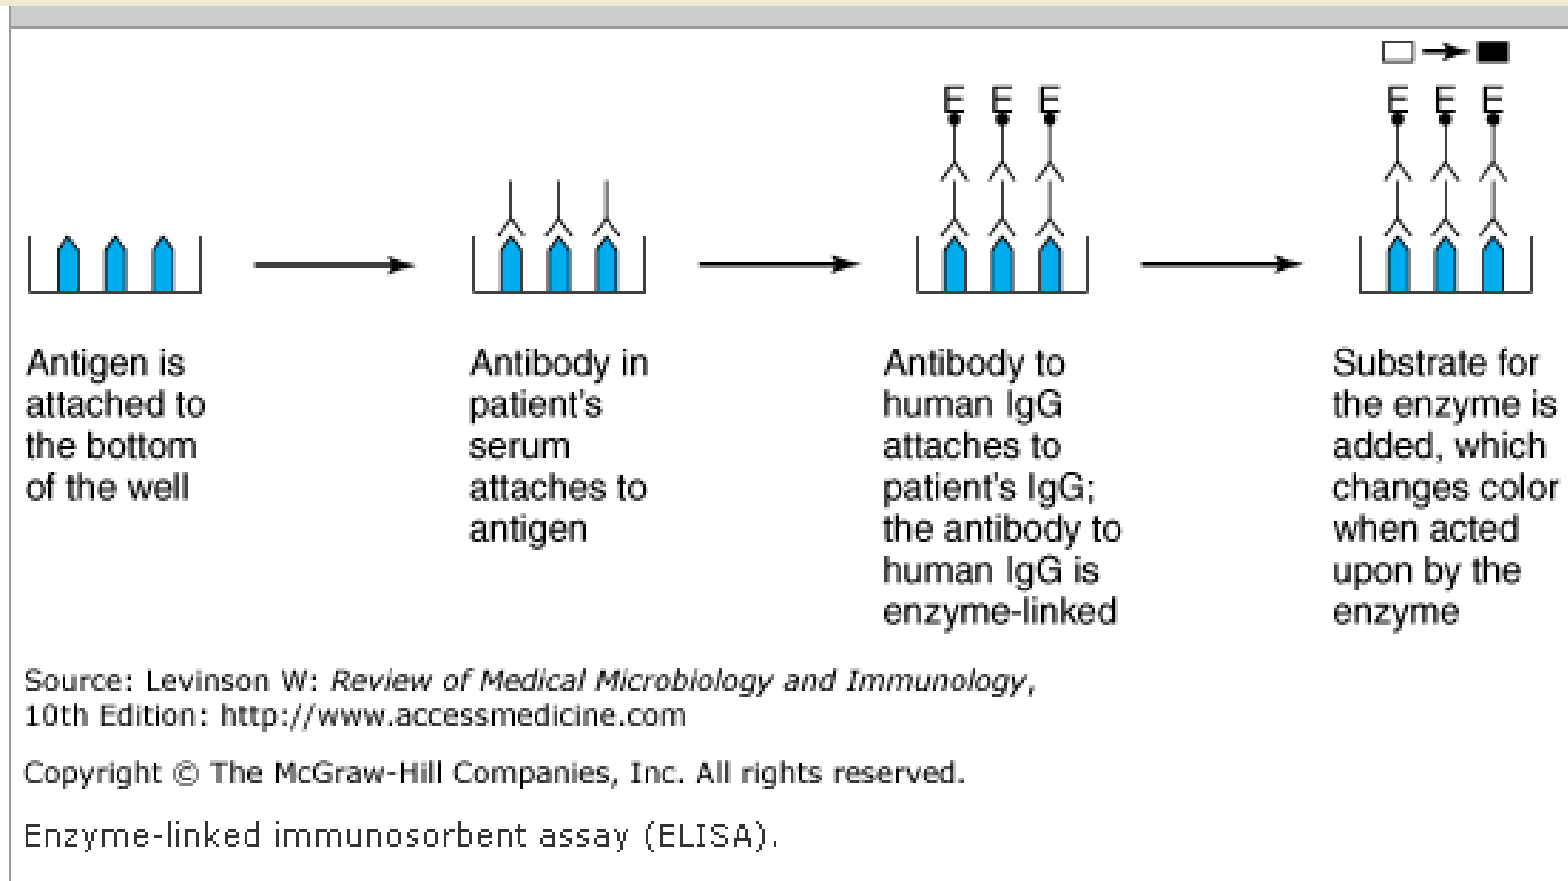 E E E
E E E
Antigen is
attached to
the bottom
of the well
Antibody in
patient's
serum
attaches to
antigen
Antibody to
human IgG
attaches to
patient's IgG;
the antibody to
human IgG is
enzyme-linked
Substrate for
the enzyme is
added, which
changes color
when acted
upon by the
enzyme
Source: Levinson W: Review of Medical Microbiology and Immunology,
10th Edition: http://www.accessmedicine.com
Copyright © The McGraw-Hill Companies, Inc. All rights reserved.
Enzyme-linked immunosorbent assay (ELISA).